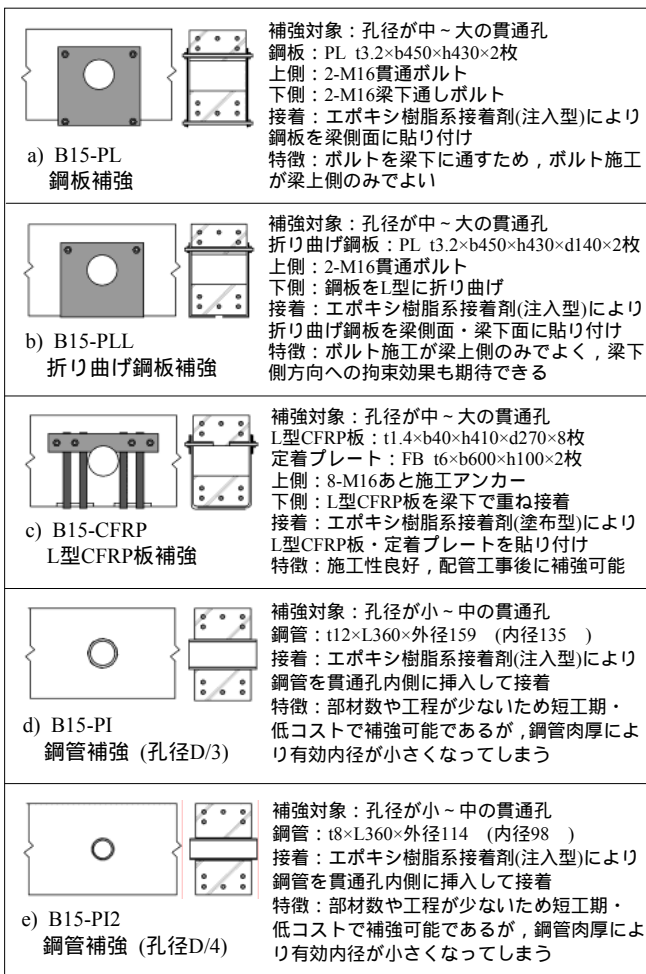 補強対象：孔径が中～大の貫通孔
鋼板：PL t3.2×b450×h430×2枚
上側：2-M16貫通ボルト
下側：2-M16梁下通しボルト
接着：エポキシ樹脂系接着剤(注入型)により
鋼板を梁側面に貼り付け
特徴：ボルトを梁下に通すため，ボルト施工
が梁上側のみでよい
a) B15-PL
鋼板補強
補強対象：孔径が中～大の貫通孔
折り曲げ鋼板：PL t3.2×b450×h430×d140×2枚
上側：2-M16貫通ボルト
下側：鋼板をL型に折り曲げ
接着：エポキシ樹脂系接着剤(注入型)により
折り曲げ鋼板を梁側面・梁下面に貼り付け
特徴：ボルト施工が梁上側のみでよく，梁下
側方向への拘束効果も期待できる
b) B15-PLL
折り曲げ鋼板補強
補強対象：孔径が中～大の貫通孔
L型CFRP板：t1.4×b40×h410×d270×8枚
定着プレート：FB t6×b600×h100×2枚
上側：8-M16あと施工アンカー
下側：L型CFRP板を梁下で重ね接着
接着：エポキシ樹脂系接着剤(塗布型)により
L型CFRP板・定着プレートを貼り付け
特徴：施工性良好，配管工事後に補強可能
c) B15-CFRP
L型CFRP板補強
補強対象：孔径が小～中の貫通孔
鋼管：t12×L360×外径159　(内径135　)
接着：エポキシ樹脂系接着剤(注入型)により
鋼管を貫通孔内側に挿入して接着
特徴：部材数や工程が少ないため短工期・
低コストで補強可能であるが，鋼管肉厚によ
り有効内径が小さくなってしまう
d) B15-PI
鋼管補強 (孔径D/3)
補強対象：孔径が小～中の貫通孔
鋼管：t8×L360×外径114　(内径98　)
接着：エポキシ樹脂系接着剤(注入型)により
鋼管を貫通孔内側に挿入して接着
特徴：部材数や工程が少ないため短工期・
低コストで補強可能であるが，鋼管肉厚によ
り有効内径が小さくなってしまう
e) B15-PI2
鋼管補強 (孔径D/4)